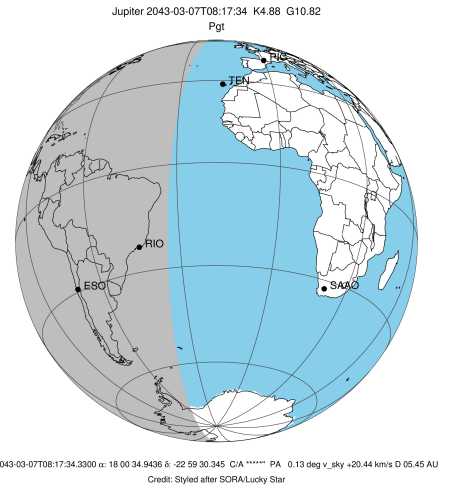 Jupiter 2043-03-07T08:17:34 K4.88 G10.82
Pgt
PIC
TEN
RIO
ESO
SAAO
043-03-07T08:17:34.3300 α: 18 00 34.9436 δ: -22 59 30.345 C/A *****" PA 0.13 deg v_sky +20.44 km/s D 05.45 AU
Credit: Styled after SORA/Lucky Star